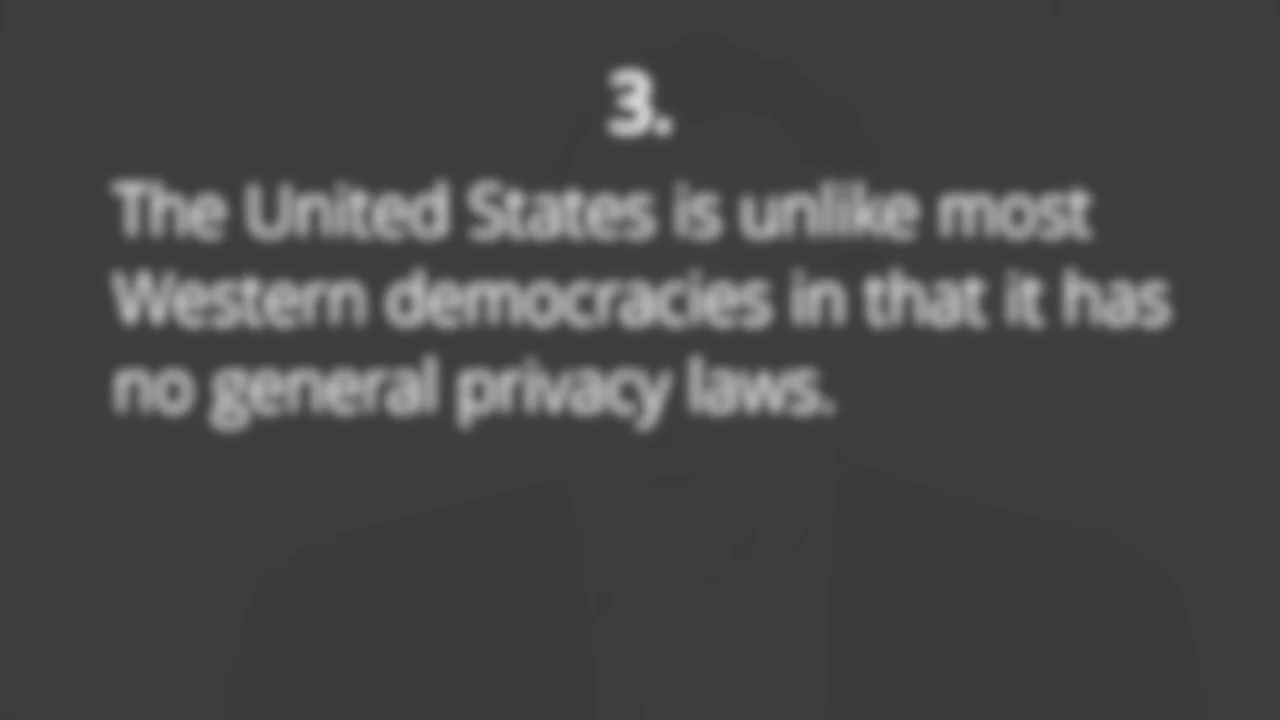 3.
The United States is unlike most
Western democracies in that it has
no general privacy laws.